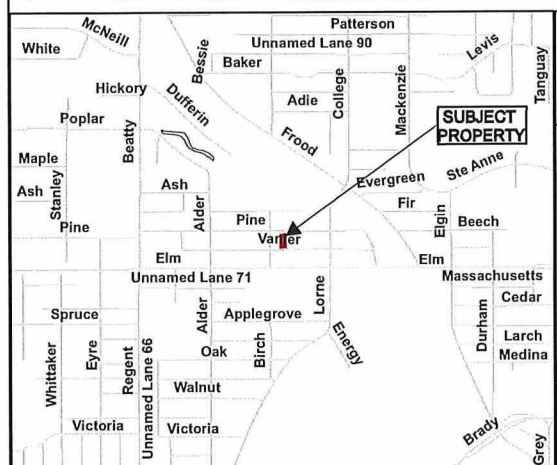 McNeill
Patterson
White
Unnamed Lane 90
Levis
Bessie
Baker
Tanguay
Hickory
Dufferin
Adie
College
Mackenzie
Poplar
Beatty
SUBJECT
PROPERTY
Frood
Maple
Ste Anne
Ash
Stanley
Ash
Evergreen
Alder
Fir
Elgin
Pine
Pine
Beech
Vanier
Elm
Elm
Unnamed Lane 71
Massachusetts
Lorne
Cedar
Spruce
Alder
Applegrove
Energy
Durham
Larch
Whittaker
Eyre
Regent
Unnamed Lane 66
Oak
Birch
Medina
Walnut
Victoria
Victoria
Brady
Grey